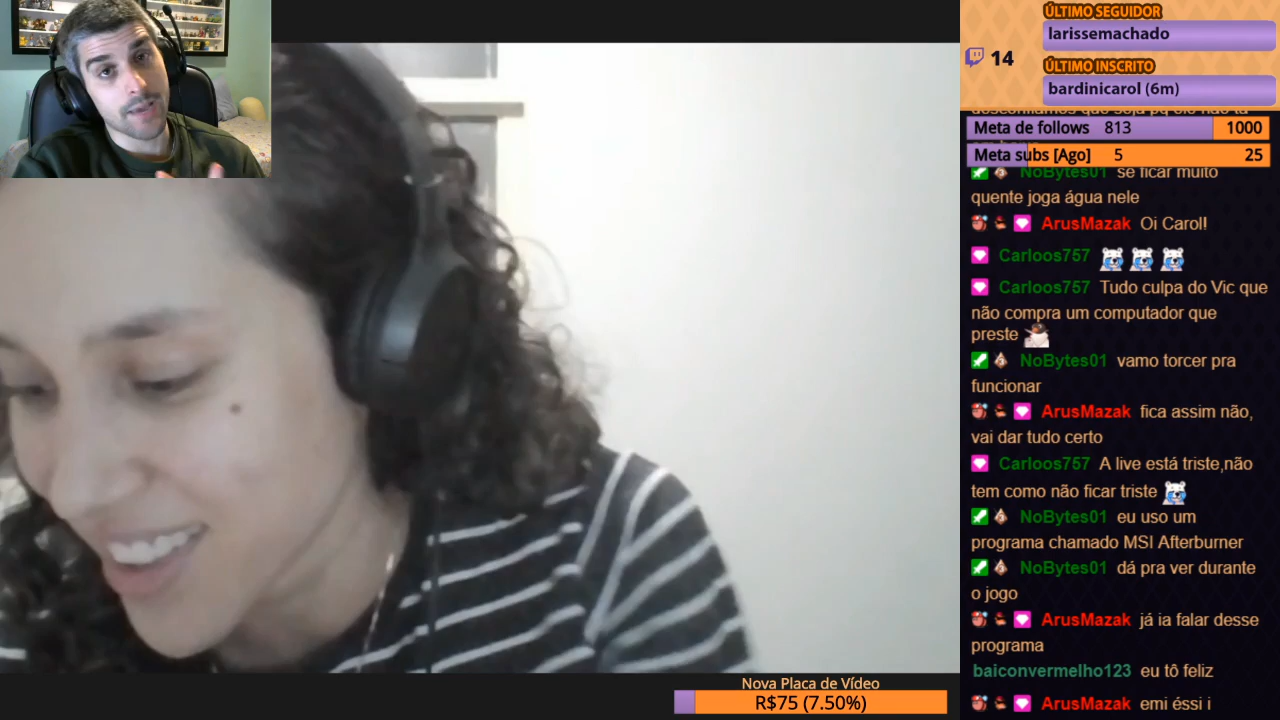 ÚLTIMO SEGUIDOR
larissemachado
14
ÚLTIMO INSCRITO
bardinicarol (6m)
Meta de follows 813 1000
Meta subs [Ago] 5 25
NoBytes01 se ficar muito
quente joga água nele
ArusMazak Oi Carol!
Carloos757
Carloos757 Tudo culpa do Vic que
não compra um computador que
preste
NoBytes01 vamo torcer pra
funcionar
ArusMazak fica assim não,
vai dar tudo certo
Carloos757 A live está triste,não
tem como não ficar triste
NoBytes01 eu uso um
programa chamado MSI Afterburner
NoBytes01 dá pra ver durante
o jogo
ArusMazak já ia falar desse
programa
baiconvermelho123 eu tô feliz
ArusMazak emi éssi i
Nova Placa de Vídeo
R$75 (7.50%)